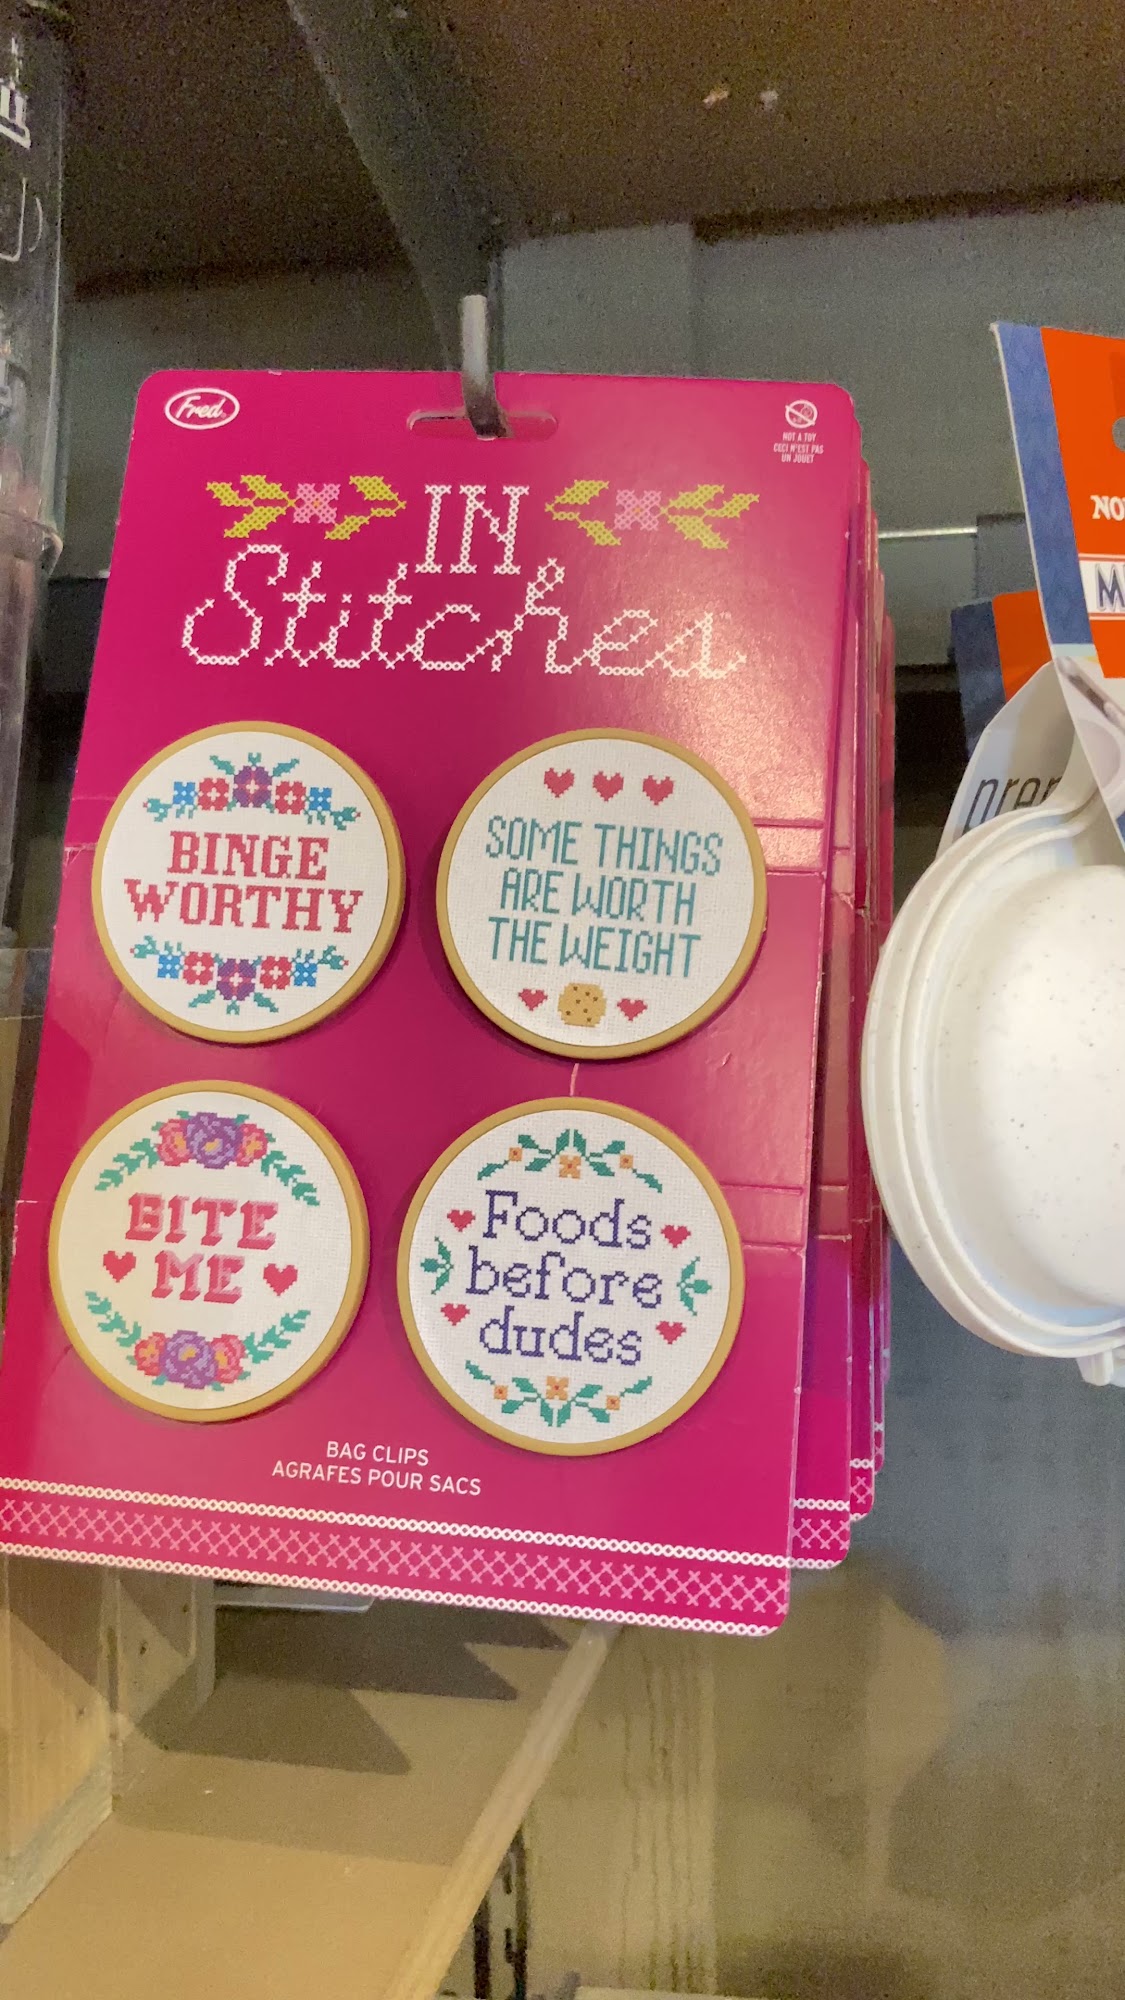 Fred
NOT A TOY
CECI N'EST PAS
UN JOUET
IN
Stitches
BINGE
WORTHY
SOME THINGS
ARE WORTH
THE WEIGHT
BITE
ME
Foods
before
dudes
BAG CLIPS
AGRAFES POUR SACS